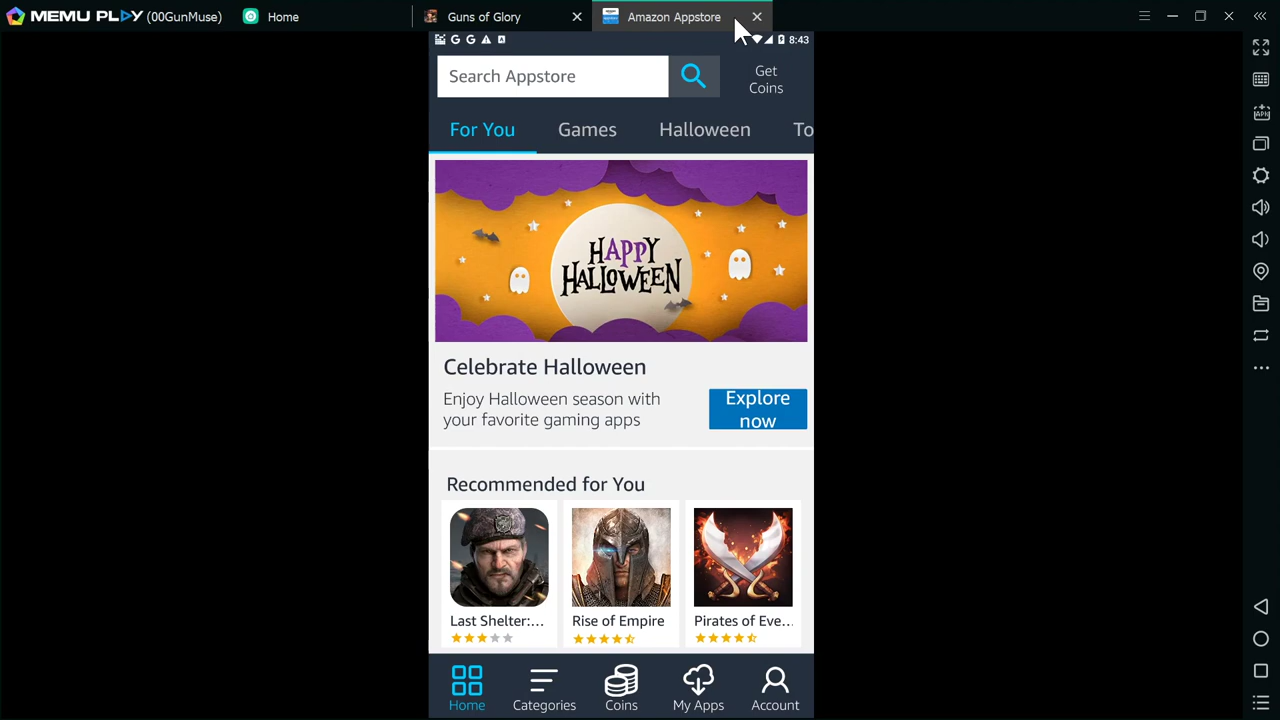 MEMU PLAY (00GunMuse)
Home
Guns of Glory
Amazon Appstore
8:43
Search Appstore
Get
Coins
For You
Games
Halloween
To
HAPPY
HALLOWEEN
Celebrate Halloween
Enjoy Halloween season with
your favorite gaming apps
Explore
now
Recommended for You
Last Shelter:...
Rise of Empire
Pirates of Eve...
Home
Categories
Coins
My Apps
Account